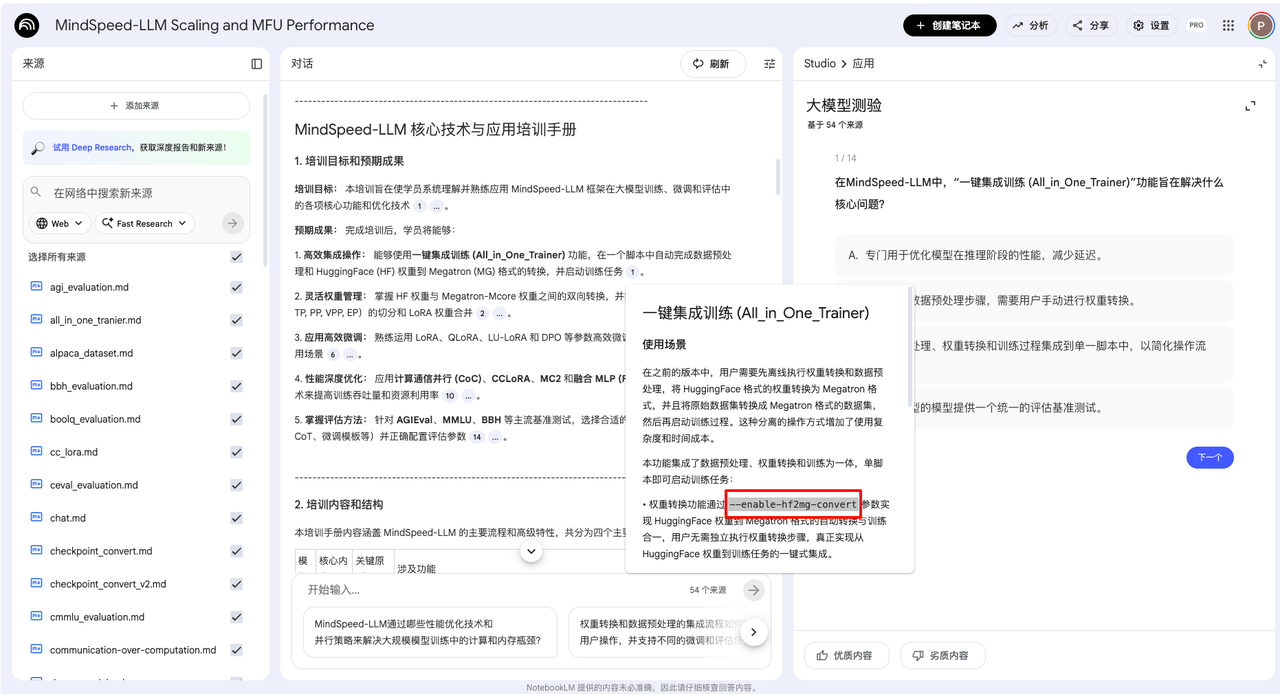 MindSpeed-LLM Scaling and MFU Performance
创建笔记本
分析
分享
设置
PRO
P
来源
添加来源
试用 Deep Research，获取深度报告和新来源！
在网络中搜索新来源
Web
Fast Research
选择所有来源
agi_evaluation.md
all_in_one_tranier.md
alpaca_dataset.md
bbh_evaluation.md
boolq_evaluation.md
cc_lora.md
ceval_evaluation.md
chat.md
checkpoint_convert.md
checkpoint_convert_v2.md
cmmlu_evaluation.md
communication-over-computation.md
对话
刷新
--------------------------------------------------------------------------------
MindSpeed-LLM 核心技术与应用培训手册
1. 培训目标和预期成果
培训目标： 本培训旨在使学员系统理解并熟练应用 MindSpeed-LLM 框架在大模型训练、微调和评估中
的各项核心功能和优化技术 1 ... 。
预期成果： 完成培训后，学员将能够：
1. 高效集成操作： 能够使用一键集成训练 (All_in_One_Trainer) 功能，在一个脚本中自动完成数据预处
理和 HuggingFace (HF) 权重到 Megatron (MG) 格式的转换，并启动训练任务 1 。
2. 灵活权重管理： 掌握 HF 权重与 Megatron-Mcore 权重之间的双向转换，并
TP, PP, VPP, EP）的切分和 LoRA 权重合并 2 ... 。
3. 应用高效微调： 熟练运用 LoRA、QLoRA、LU-LoRA 和 DPO 等参数高效微
用场景 6 ... 。
4. 性能深度优化： 应用计算通信并行 (CoC)、CCLoRA、MC2 和融合 MLP (F
术来提高训练吞吐量和资源利用率 10 ... 。
5. 掌握评估方法： 针对 AGIEval、MMLU、BBH 等主流基准测试，选择合适的
CoT、微调模板等）并正确配置评估参数 14 ... 。
--------------------------------------------------------------------------------
2. 培训内容和结构
本培训手册内容涵盖 MindSpeed-LLM 的主要流程和高级特性，共分为四个主
模
核心内
关键原
涉及功能
开始输入...
54 个来源
MindSpeed-LLM通过哪些性能优化技术和
并行策略来解决大规模模型训练中的计算和内存瓶颈?
权重转换和数据预处理的集成流程如
用户操作，并支持不同的微调和评估
NotebookLM 提供的内容未必准确，因此请仔细核查回答内容。
一键集成训练 (All_in_One_Trainer)
使用场景
在之前的版本中，用户需要先离线执行权重转换和数据预
处理，将 HuggingFace 格式的权重转换为 Megatron 格
式，并且将原始数据集转换成 Megatron 格式的数据集，
然后再启动训练过程。这种分离的操作方式增加了使用复
杂度和时间成本。
本功能集成了数据预处理、权重转换和训练为一体，单脚
本即可启动训练任务：
• 权重转换功能通过 --enable-hf2mg-convert 参数实
现 HuggingFace 权重到 Megatron 格式的自动转换与训练
合一，用户无需独立执行权重转换步骤，真正实现从
HuggingFace 权重到训练任务的一键式集成。
Studio > 应用
大模型测验
基于 54 个来源
1 / 14
在MindSpeed-LLM中，“一键集成训练 (All_in_One_Trainer)”功能旨在解决什么
核心问题?
A. 专门用于优化模型在推理阶段的性能，减少延迟。
据预处理步骤，需要用户手动进行权重转换。
处理、权重转换和训练过程集成到单一脚本中，以简化操作流
型的模型提供一个统一的评估基准测试。
下一个
优质内容
劣质内容